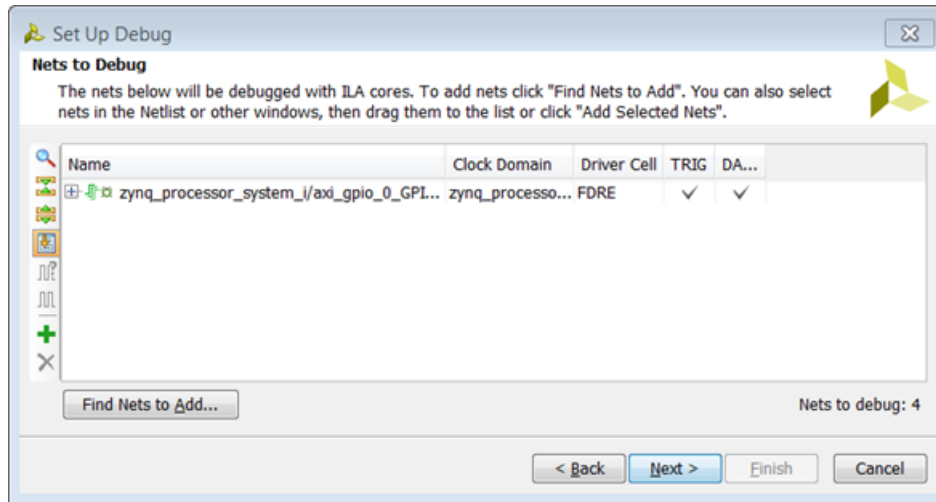 Set Up Debug
Nets to Debug
The nets below will be debugged with ILA cores. To add nets click "Find Nets to Add". You can also select
nets in the Netlist or other windows, then drag them to the list or click "Add Selected Nets".
Name Clock Domain Driver Cell TRIG DA...
zynq_processor_system_i/axi_gpio_0_GPI... zynq_processo... FDRE
Find Nets to Add... Nets to debug: 4
< Back Next > Finish Cancel